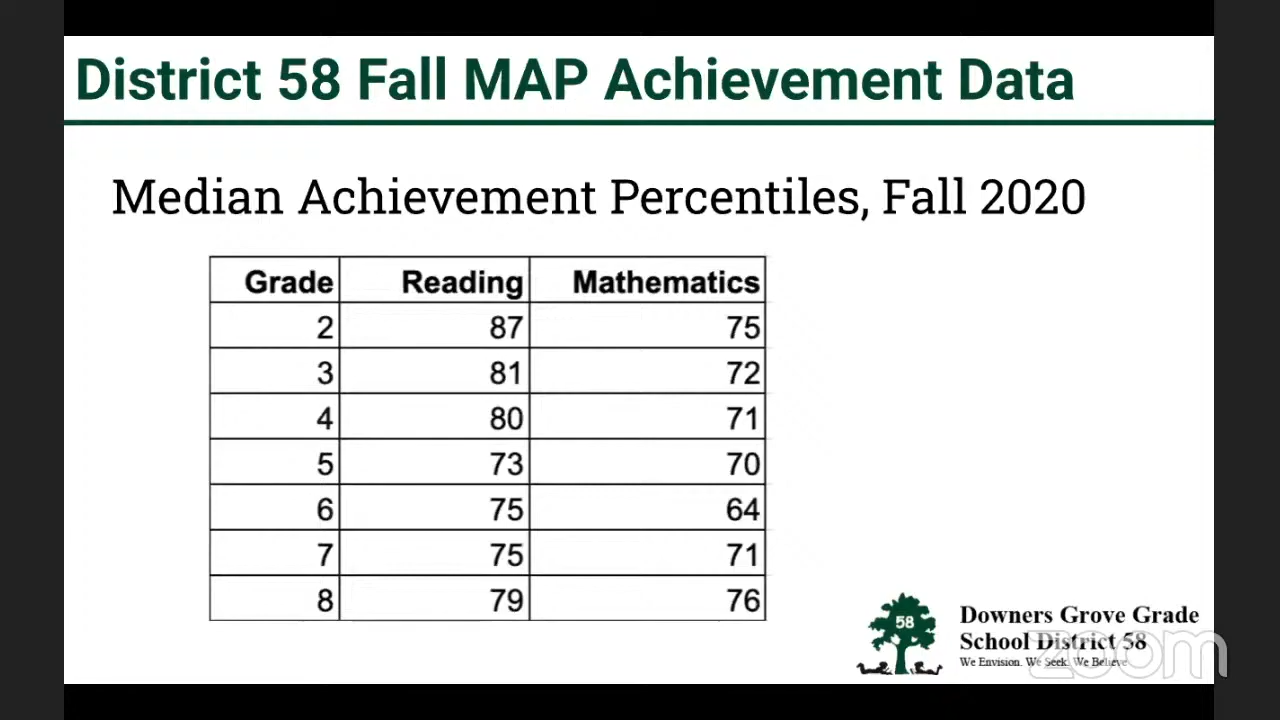 District 58 Fall MAP Achievement Data
Median Achievement Percentiles, Fall 2020
Grade Reading Mathematics
2 87 75
3 81 72
4 80 71
5 73 70
6 75 64
7 75 71
8 79 76
58
Downers Grove Grade
School District 58
We Envision. We Seek. We Believe
zoom